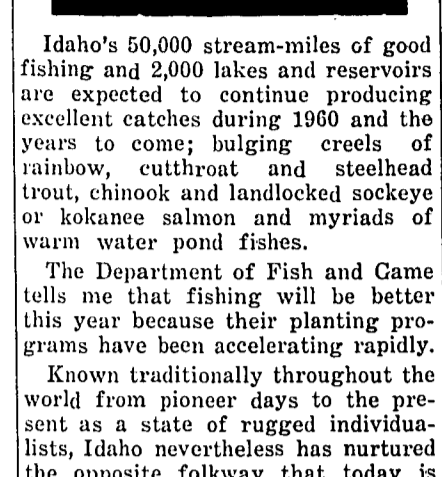 Idaho's 50,000 stream-miles of good
fishing and 2,000 lakes and reservoirs
are expected to continue producing
excellent catches during 1960 and the
years to come; bulging creels of
rainbow, cutthroat and steelhead
trout, chinook and landlocked sockeye
or kokanee salmon and myriads of
warm water pond fishes.
The Department of Fish and Game
tells me that fishing will be better
this year because their planting pro-
grams have been accelerating rapidly.
Known traditionally throughout the
world from pioneer days to the pre-
sent as a state of rugged individua-
lists, Idaho nevertheless has nurtured
the opposite folkway that today is